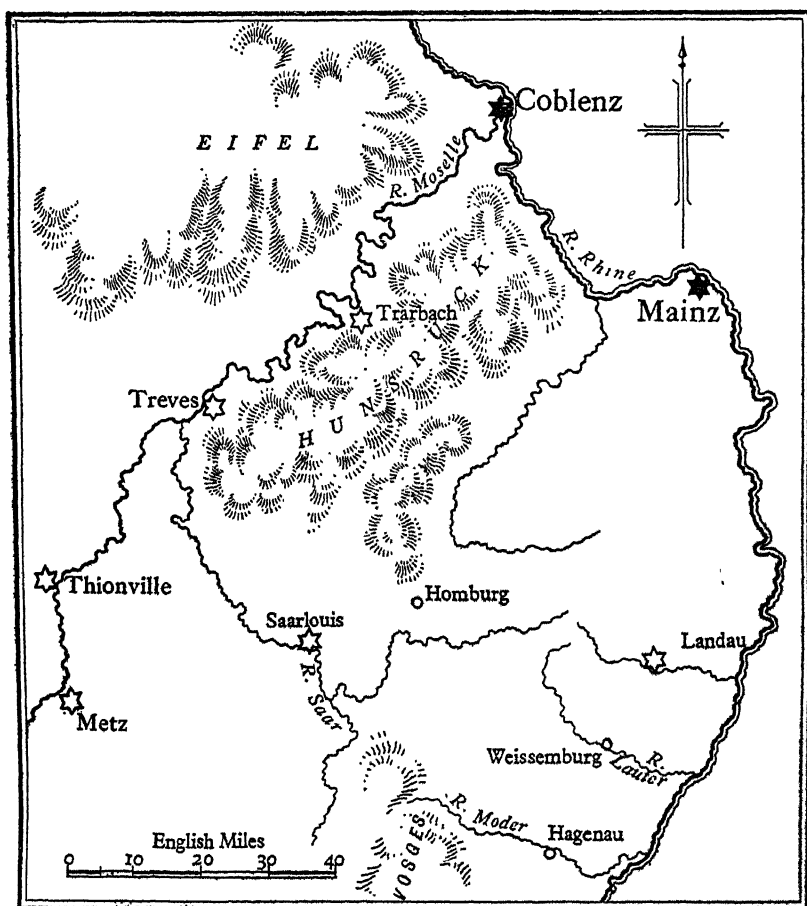 Coblenz
EIFEL
R. Moselle
R. Rhine
Mainz
Trarbach
HUNSRUCK
Treves
Thionville
Homburg
Saarlouis
Landau
R. Saar
Metz
Weissemburg
R. Lauter
R. Moder
Hagenau
VOSGES
English Miles
0 10 20 30 40